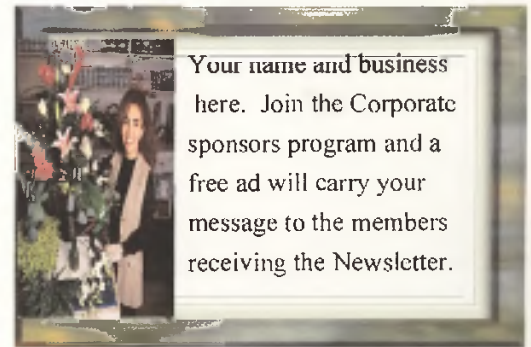 Your name and business
here. Join the Corporate
sponsors program and a
free ad will carry your
message to the members
receiving the Newsletter.